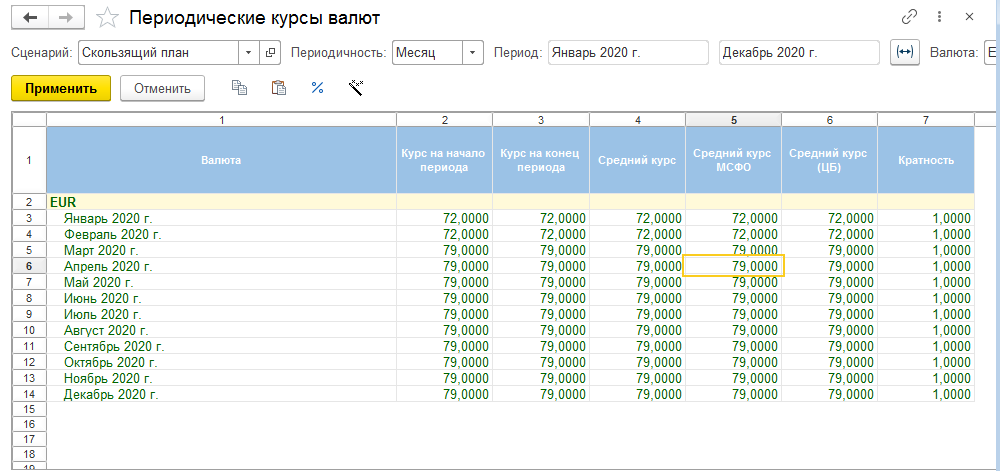 Периодические курсы валют
Сценарий: Скользящий план Периодичность: Месяц Период: Январь 2020 г. Декабрь 2020 г. Валюта: E
Применить Отменить %
1 2 3 4 5 6 7
1 Валюта Курс на начало периода Курс на конец периода Средний курс Средний курс МСФО Средний курс (ЦБ) Кратность
2 EUR
3 Январь 2020 г. 72,0000 72,0000 72,0000 72,0000 72,0000 1,0000
4 Февраль 2020 г. 72,0000 72,0000 72,0000 72,0000 72,0000 1,0000
5 Март 2020 г. 79,0000 79,0000 79,0000 79,0000 79,0000 1,0000
6 Апрель 2020 г. 79,0000 79,0000 79,0000 79,0000 79,0000 1,0000
7 Май 2020 г. 79,0000 79,0000 79,0000 79,0000 79,0000 1,0000
8 Июнь 2020 г. 79,0000 79,0000 79,0000 79,0000 79,0000 1,0000
9 Июль 2020 г. 79,0000 79,0000 79,0000 79,0000 79,0000 1,0000
10 Август 2020 г. 79,0000 79,0000 79,0000 79,0000 79,0000 1,0000
11 Сентябрь 2020 г. 79,0000 79,0000 79,0000 79,0000 79,0000 1,0000
12 Октябрь 2020 г. 79,0000 79,0000 79,0000 79,0000 79,0000 1,0000
13 Ноябрь 2020 г. 79,0000 79,0000 79,0000 79,0000 79,0000 1,0000
14 Декабрь 2020 г. 79,0000 79,0000 79,0000 79,0000 79,0000 1,0000
15
16
17
18
19